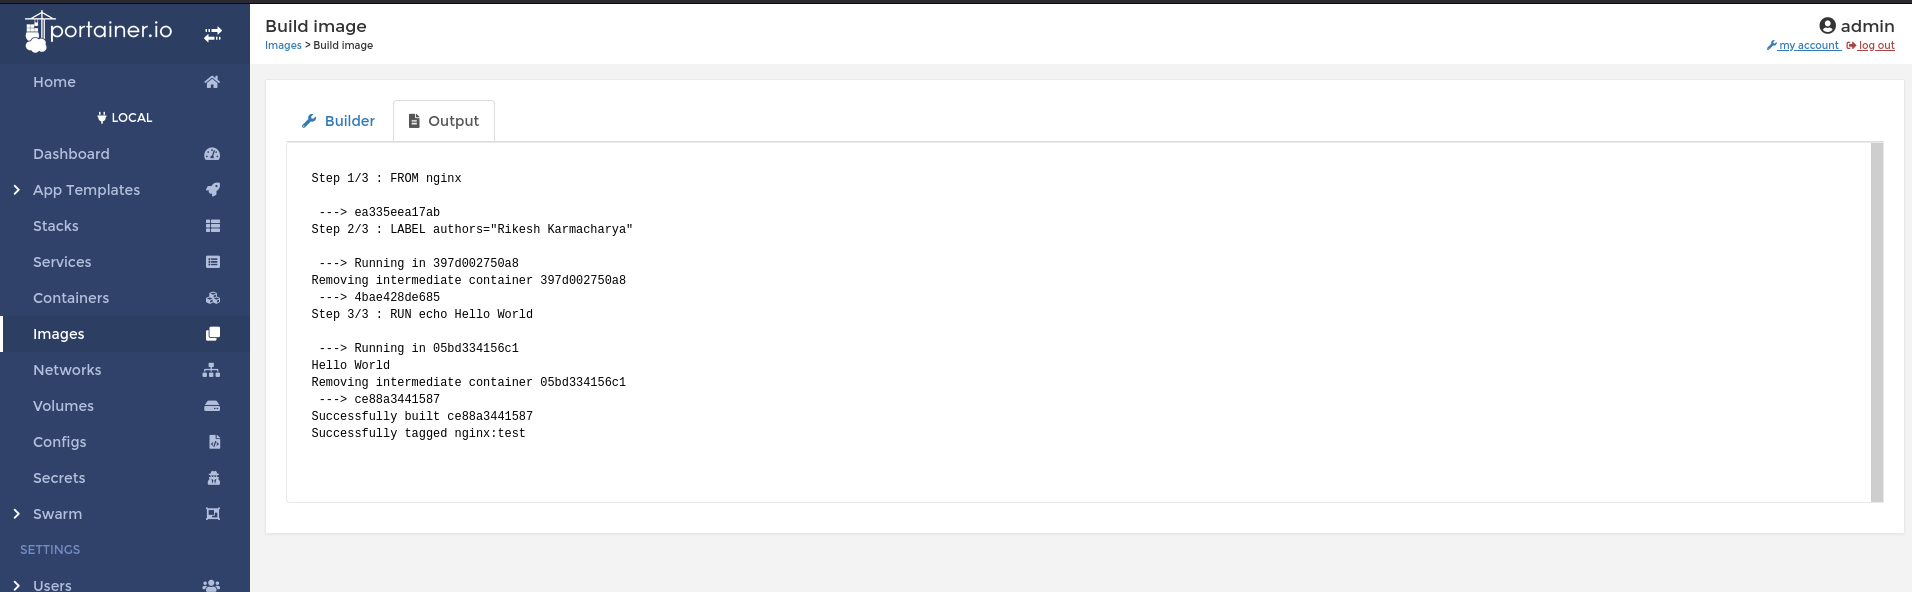 portainer.io
Build image
Images > Build image
admin
my account log out
Home
LOCAL
Dashboard
App Templates
Stacks
Services
Containers
Images
Networks
Volumes
Configs
Secrets
Swarm
SETTINGS
Users
Builder
Output
Step 1/3 : FROM nginx
---> ea335eea17ab
Step 2/3 : LABEL authors="Rikesh Karmacharya"
---> Running in 397d002750a8
Removing intermediate container 397d002750a8
---> 4bae428de685
Step 3/3 : RUN echo Hello World
---> Running in 05bd334156c1
Hello World
Removing intermediate container 05bd334156c1
---> ce88a3441587
Successfully built ce88a3441587
Successfully tagged nginx:test